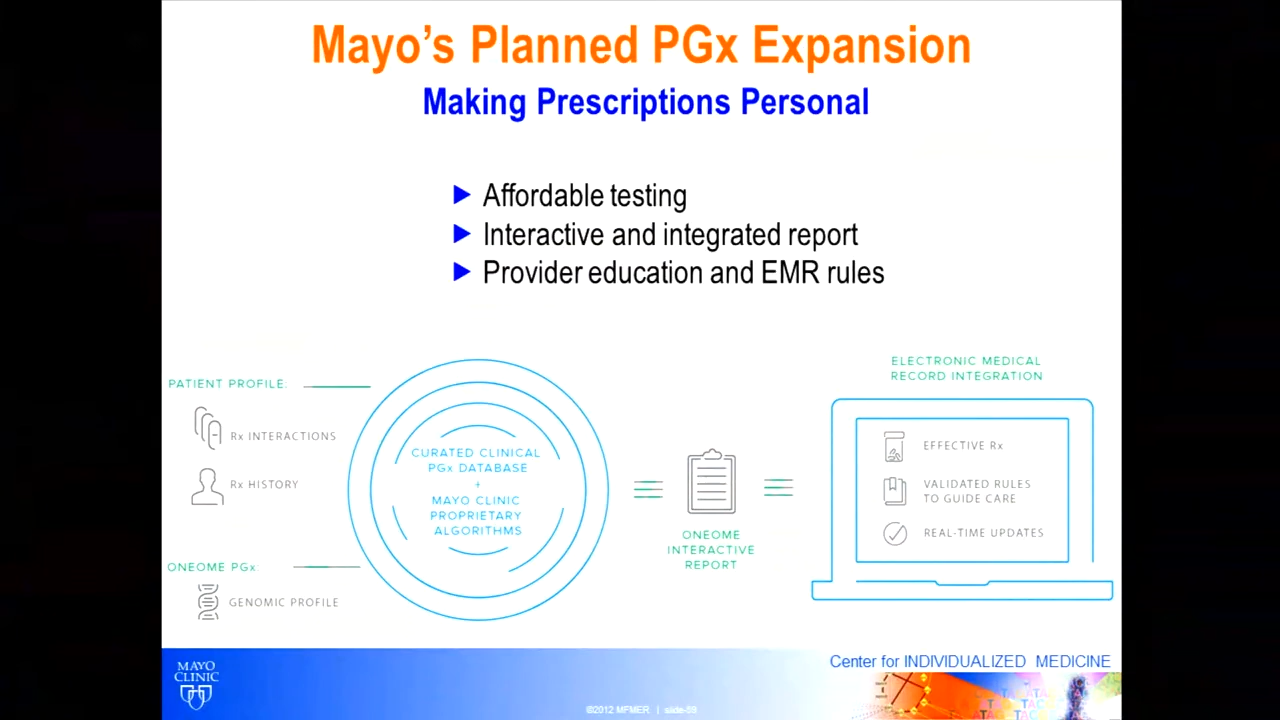 Mayo's Planned PGx Expansion
Making Prescriptions Personal
Affordable testing
Interactive and integrated report
Provider education and EMR rules
PATIENT PROFILE:
Rx INTERACTIONS
Rx HISTORY
ONEOME PGx:
GENOMIC PROFILE
CURATED CLINICAL
PGx DATABASE
+
MAYO CLINIC
PROPRIETARY
ALGORITHMS
ONEOME
INTERACTIVE
REPORT
ELECTRONIC MEDICAL
RECORD INTEGRATION
EFFECTIVE Rx
VALIDATED RULES
TO GUIDE CARE
REAL-TIME UPDATES
MAYO
CLINIC
©2012 MFMER | slide-59
Center for INDIVIDUALIZED MEDICINE